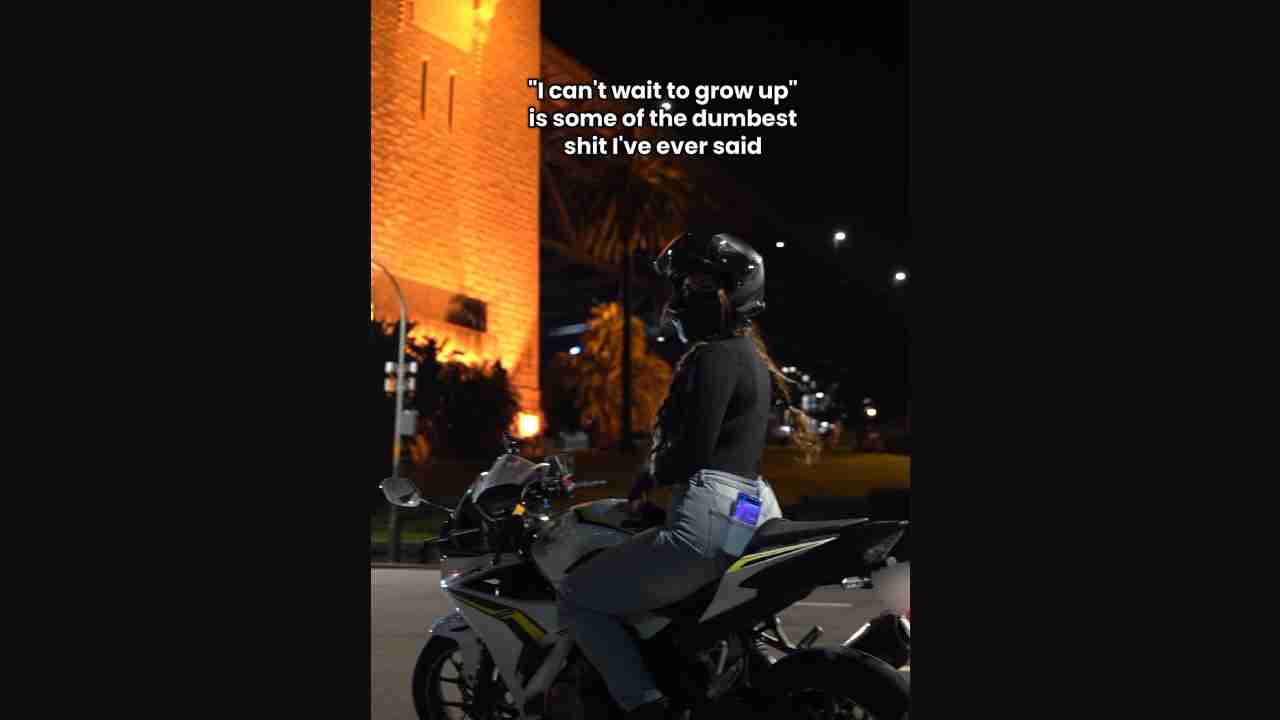 "I can't wait to grow up"
is some of the dumbest
shit I've ever said